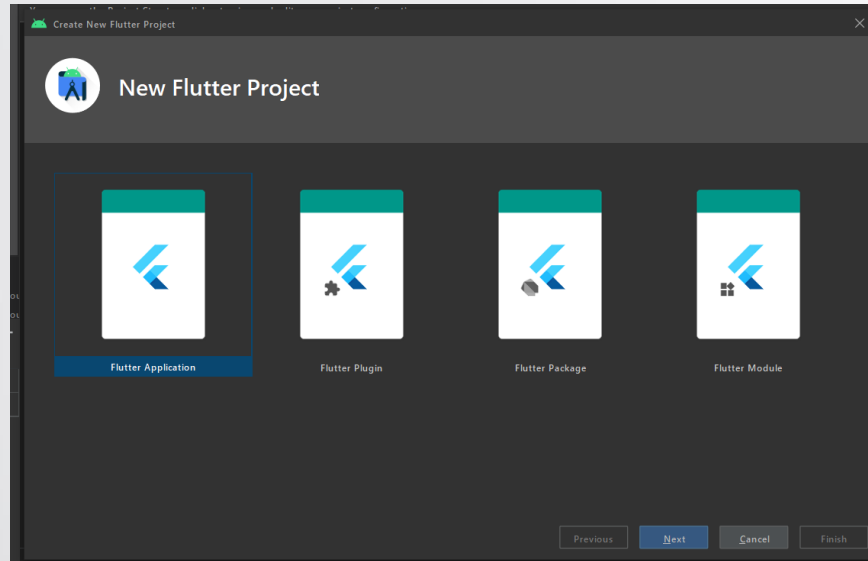 Create New Flutter Project
New Flutter Project
Flutter Application
Flutter Plugin
Flutter Package
Flutter Module
Previous
Next
Cancel
Finish